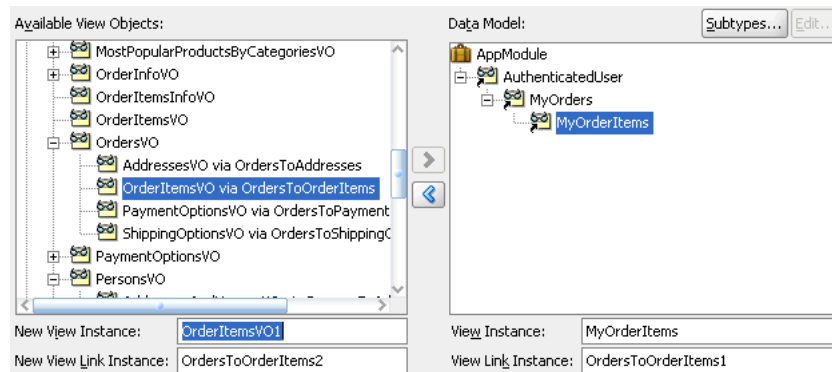 Available View Objects:
MostPopularProductsByCategoriesVO
OrderInfoVO
OrderItemsInfoVO
OrderItemsVO
OrdersVO
AddressesVO via OrdersToAddresses
OrderItemsVO via OrdersToOrderItems
PaymentOptionsVO via OrdersToPayment
ShippingOptionsVO via OrdersToShipping
PaymentOptionsVO
PersonsVO
New View Instance: OrderItemsVO1
New View Link Instance: OrdersToOrderItems2
Data Model: Subtypes... Edit...
AppModule
AuthenticatedUser
MyOrders
MyOrderItems
View Instance: MyOrderItems
View Link Instance: OrdersToOrderItems1